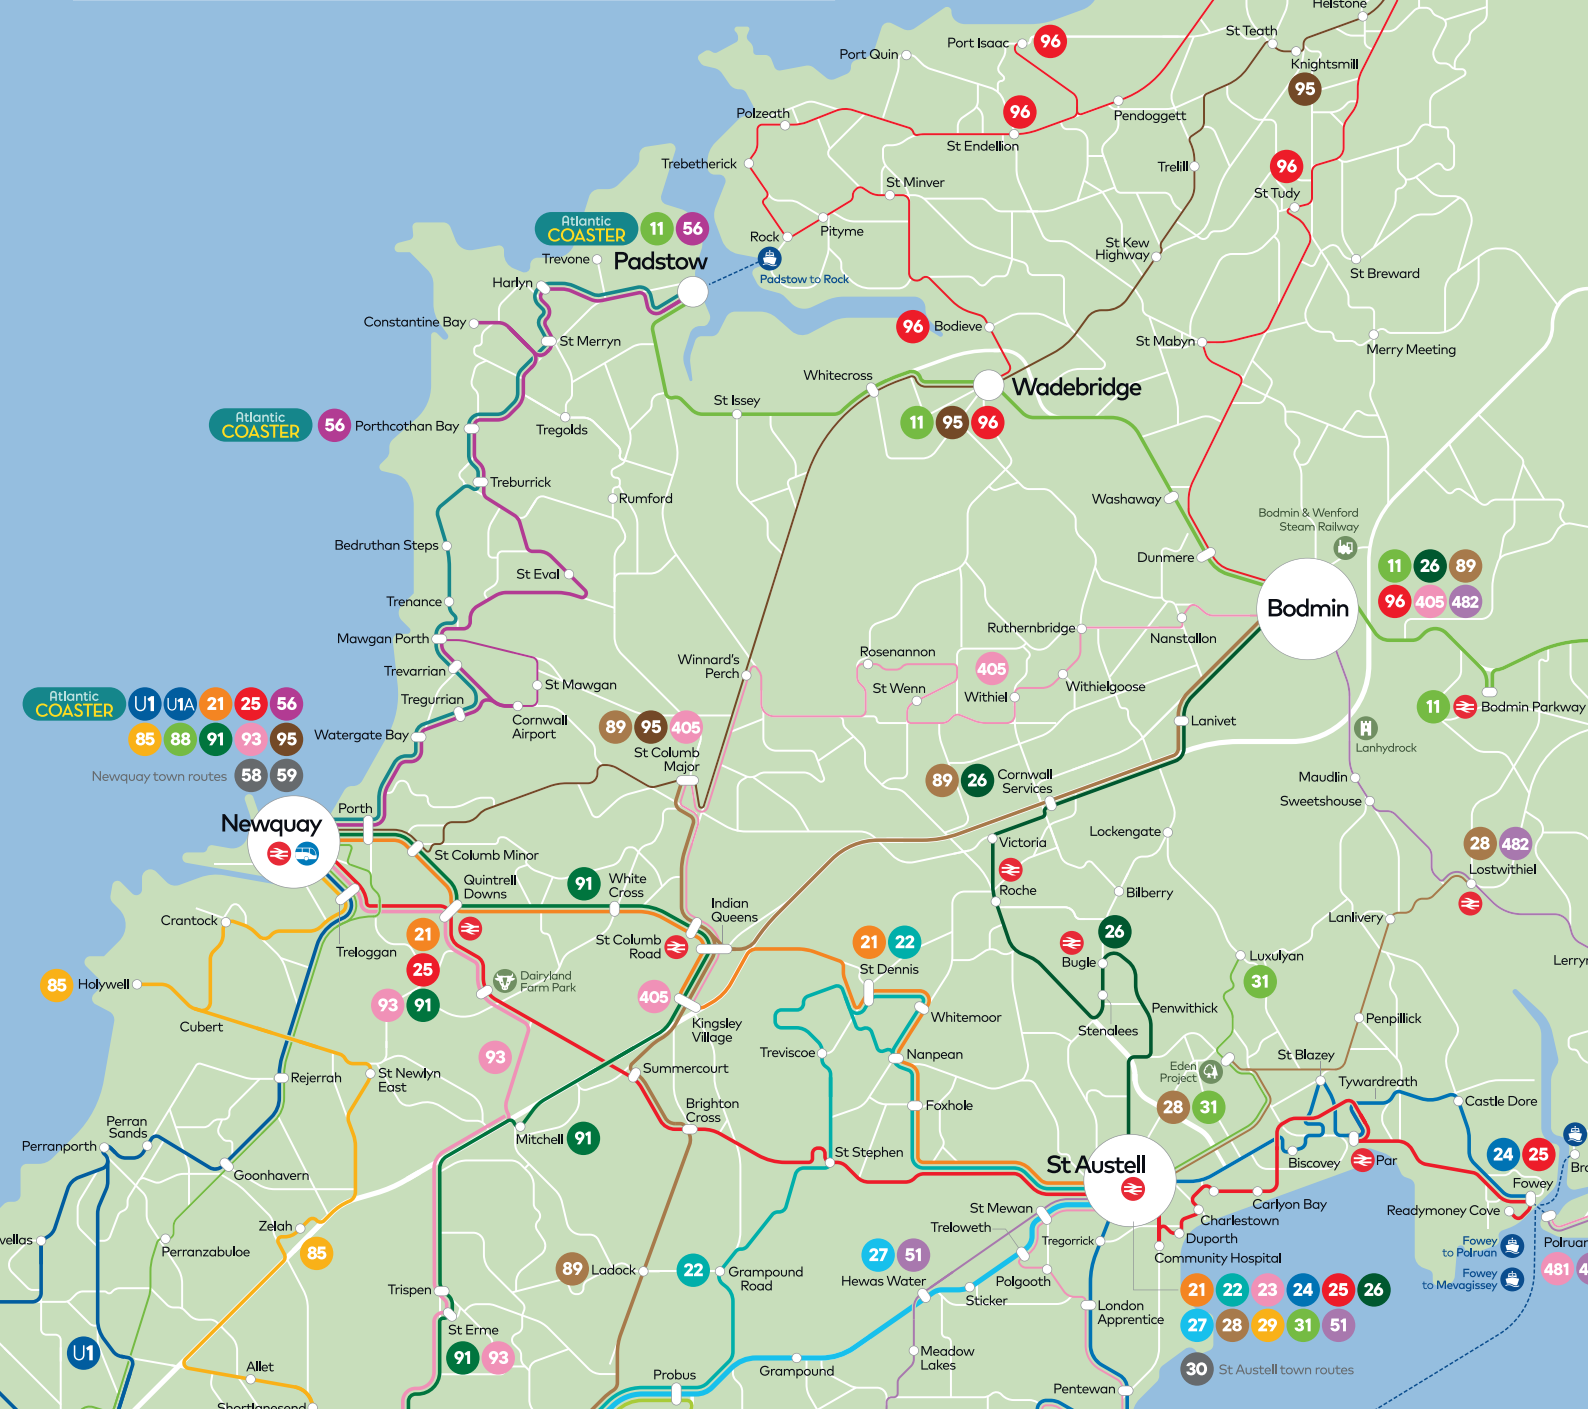 Helstone
St Teath
Port Isaac 96
Port Quin
Knightsmill
95
Polzeath
96
Pendoggett
St Endellion
Trebetherick
Trelill
96
St Tudy
St Minver
Atlantic
COASTER 11 56
Rock
Pityme
St Kew
Highway
Trevone
Padstow
Padstow to Rock
St Breward
Harlyn
Constantine Bay
96 Bodieve
St Merryn
St Mabyn
Merry Meeting
Whitecross
Wadebridge
St Issey
11 95 96
Atlantic
COASTER 56 Porthcothan Bay
Tregolds
Treburrick
Rumford
Washaway
Bodmin & Wenford
Steam Railway
Bedruthan Steps
Dunmere
St Eval
11 26 89
96 405 482
Trenance
Bodmin
Mawgan Porth
Ruthernbridge
Nanstallon
Trevarrian
Winnard's
Perch
Rosenannon
405
St Mawgan
St Wenn
Withiel
Withielgoose
Tregurrian
Atlantic
COASTER U1 U1A 21 25 56
85 88 91 93 95
Newquay town routes 58 59
Cornwall
Airport
11 Bodmin Parkway
Watergate Bay
89 95 405
St Columb
Major
Lanivet
Lanhydrock
89 26 Cornwall
Services
Maudlin
Sweetshouse
Porth
Newquay
Victoria
Lockengate
St Columb Minor
28 482
Lostwithiel
Quintrell
Downs
91 White
Cross
Roche
Bilberry
Crantock
Indian
Queens
Lanlivery
21
Treloggan
St Columb
Road
21 22
St Dennis
26
Bugle
Luxulyan
25
Dairyland
Farm Park
85 Holywell
31
93 91
405
Cubert
Kingsley
Village
Whitemoor
Penwithick
Stenalees
Penpillick
93
Treviscoe
Nanpean
St Blazey
Rejerrah
St Newlyn
East
Summercourt
Eden
Project
Tywardreath
Brighton
Cross
Foxhole
28 31
Castle Dore
Perran
Sands
Mitchell 91
Perranporth
St Stephen
St Austell
Biscovey
Par
24 25
Goonhavern
Fowey
St Mewan
Carlyon Bay
Readymoney Cove
Zelah
Treloweth
Charlestown
Perranzabuloe
85
Tregorrick
Duporth
27 51
Community Hospital
Fowey
to Polruan
89 Ladock
22
Grampound
Road
Hewas Water
Polgooth
Fowey
to Mevagissey
481
Trispen
Sticker
21 22 23 24 25 26
27 28 29 31 51
London
Apprentice
St Erme
91 93
U1
Meadow
Lakes
30 St Austell town routes
Allet
Grampound
Probus
Pentewan
Shortlanesend